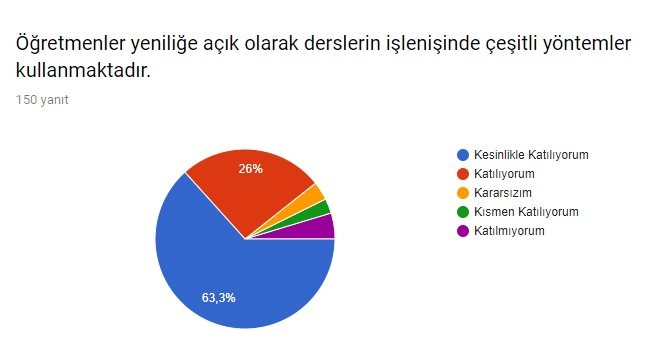 Öğretmenler yeniliğe açık olarak derslerin işlenişinde çeşitli yöntemler
kullanmaktadır.
150 yanıt
26%
63,3%
Kesinlikle Katılıyorum
Katılıyorum
Kararsızım
Kısmen Katılıyorum
Katılmıyorum